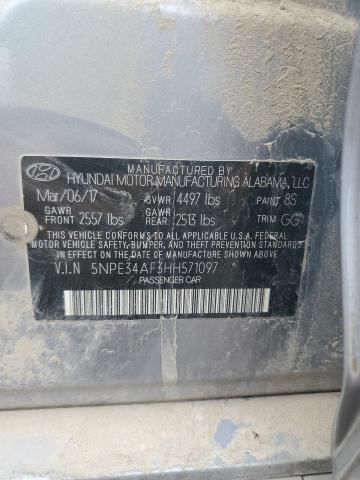 MANUFACTURED BY
HYUNDAI MOTOR MANUFACTURING ALABAMA, LLC
Mar/06/17 GVWR 4497 lbs PAINT 8S
GAWR FRONT 2557 lbs GAWR REAR 2513 lbs TRIM GG
THIS VEHICLE CONFORMS TO ALL APPLICABLE FEDERAL
MOTOR VEHICLE SAFETY, BUMPER, AND THEFT PREVENTION
STANDARDS IN EFFECT ON THE DATE OF MANUFACTURE
SHOWN ABOVE.
V.I.N 5NPE34AF3HH571097
PASSENGER CAR